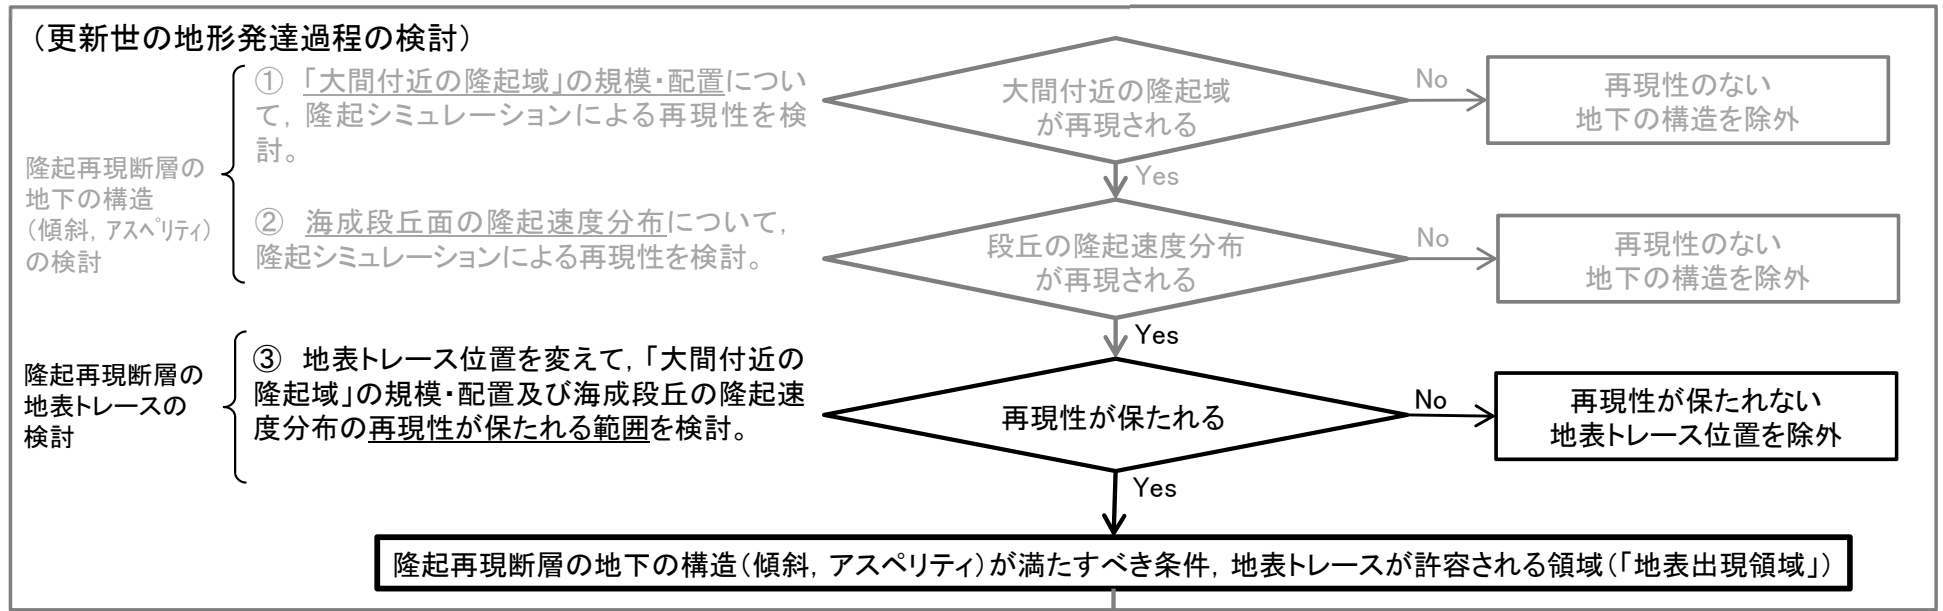 （更新世の地形発達過程の検討）
隆起再現断層の
地下の構造
（傾斜，アスペリティ）
の検討
① 「大間付近の隆起域」の規模・配置につい
て，隆起シミュレーションによる再現性を検
討。
大間付近の隆起域
が再現される
No
再現性のない
地下の構造を除外
Yes
② 海成段丘面の隆起速度分布について，
隆起シミュレーションによる再現性を検討。
段丘の隆起速度分布
が再現される
No
再現性のない
地下の構造を除外
Yes
隆起再現断層の
地表トレースの
検討
③ 地表トレース位置を変えて，「大間付近の
隆起域」の規模・配置及び海成段丘の隆起速
度分布の再現性が保たれる範囲を検討。
再現性が保たれる
No
再現性が保たれない
地表トレース位置を除外
Yes
隆起再現断層の地下の構造（傾斜，アスペリティ）が満たすべき条件，地表トレースが許容される領域（「地表出現領域」）